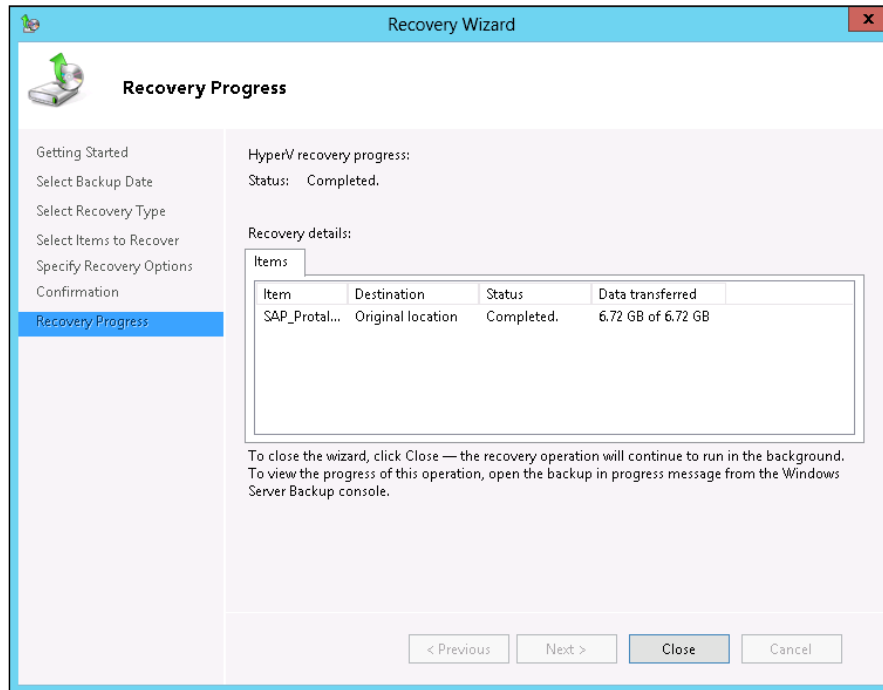 Recovery Wizard
x
Recovery Progress
Getting Started
Select Backup Date
Select Recovery Type
Select Items to Recover
Specify Recovery Options
Confirmation
Recovery Progress
HyperV recovery progress:
Status: Completed.
Recovery details:
Items
Item Destination Status Data transferred
SAP_Protal... Original location Completed. 6.72 GB of 6.72 GB
To close the wizard, click Close — the recovery operation will continue to run in the background.
To view the progress of this operation, open the backup in progress message from the Windows
Server Backup console.
< Previous Next > Close Cancel